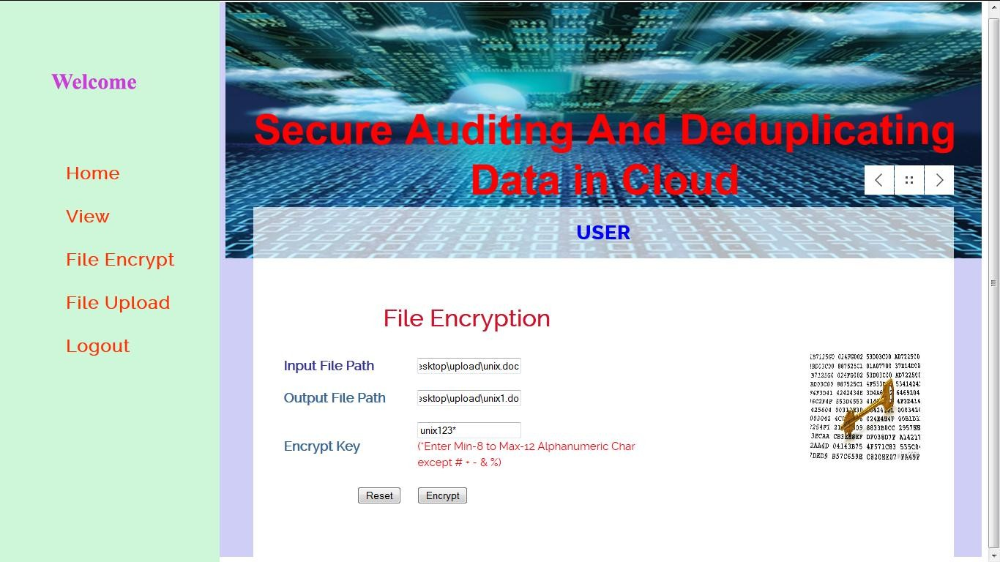 Welcome
Home
View
File Encrypt
File Upload
Logout
Secure Auditing And Deduplicating
Data in Cloud
USER
File Encryption
Input File Path
esktop\upload\unix.doc
Output File Path
esktop\upload\unix1.do
Encrypt Key
unix123*
(*Enter Min-8 to Max-12 Alphanumeric Char
except # + - & %)
Reset
Encrypt